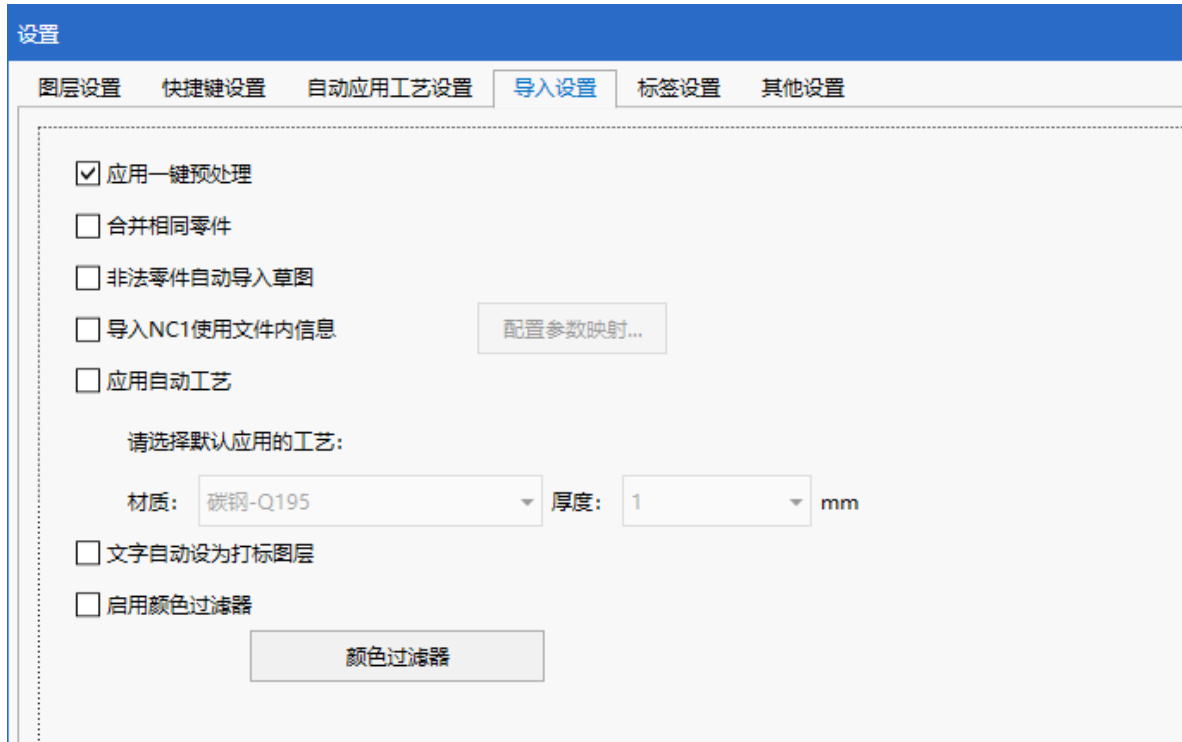 设置
图层设置 快捷键设置 自动应用工艺设置 导入设置 标签设置 其他设置
应用一键预处理
合并相同零件
非法零件自动导入草图
导入NC1使用文件内信息 配置参数映射...
应用自动工艺
请选择默认应用的工艺:
材质: 碳钢-Q195 厚度: 1 mm
文字自动设为打标图层
启用颜色过滤器
颜色过滤器